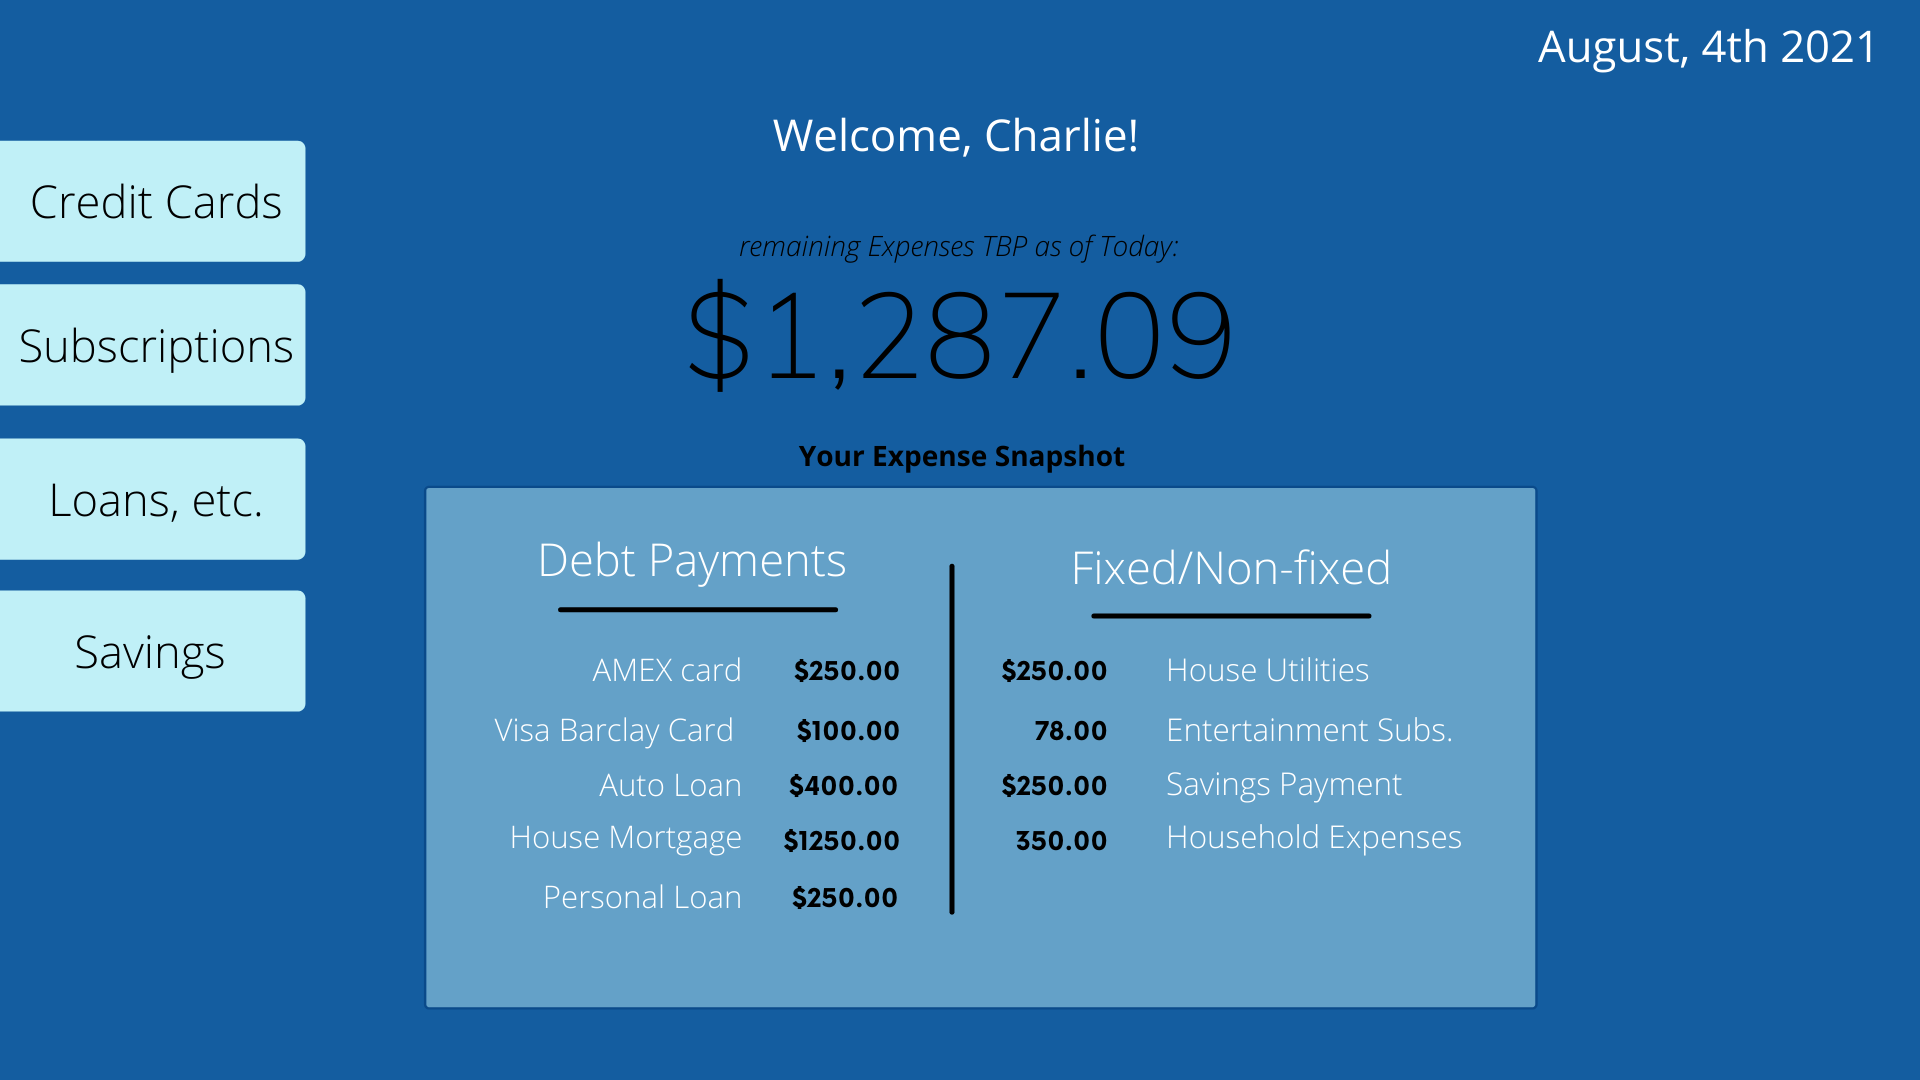 August, 4th 2021
Welcome, Charlie!
Credit Cards
Subscriptions
Loans, etc.
Savings
remaining Expenses TBP as of Today:
$1,287.09
Your Expense Snapshot
Debt Payments
AMEX card $250.00
Visa Barclay Card $100.00
Auto Loan $400.00
House Mortgage $1250.00
Personal Loan $250.00
Fixed/Non-fixed
$250.00 House Utilities
78.00 Entertainment Subs.
$250.00 Savings Payment
350.00 Household Expenses